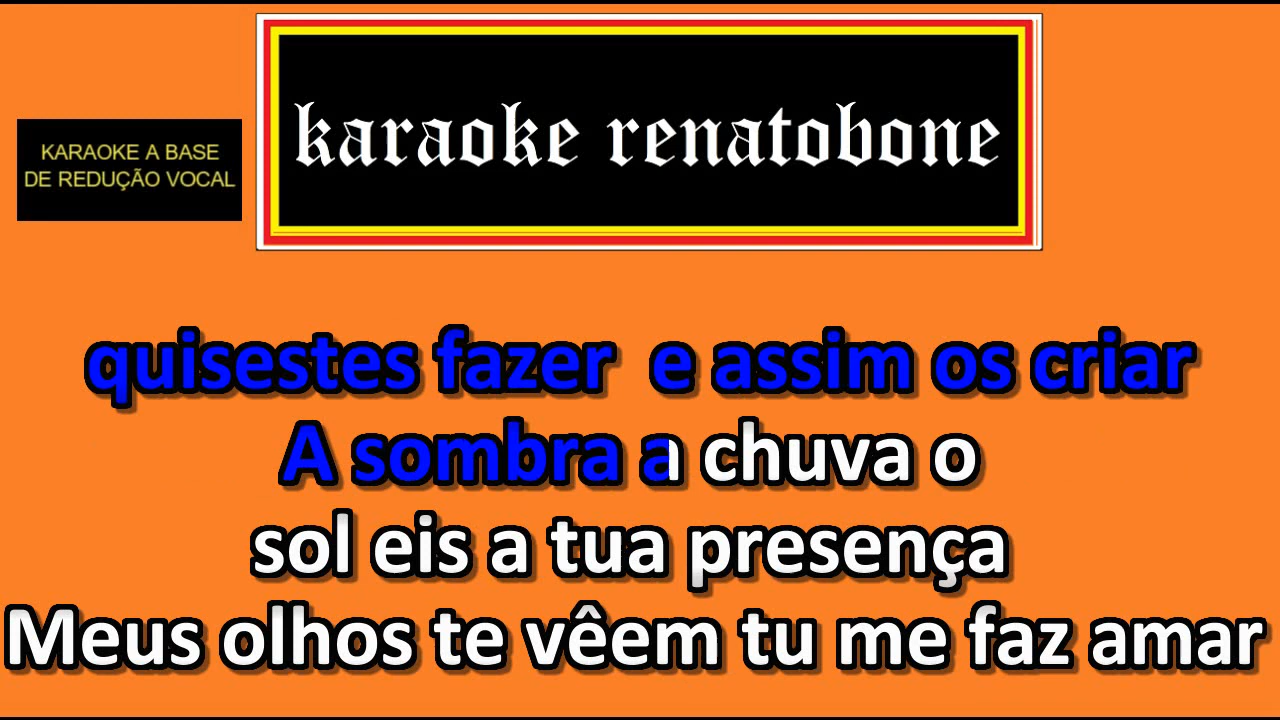 karaoke renatobone
KARAOKE A BASE
DE REDUÇÃO VOCAL
quisestes fazer  e assim os criar
A sombra a chuva o
sol eis a tua presença
Meus olhos te vêem tu me faz amar